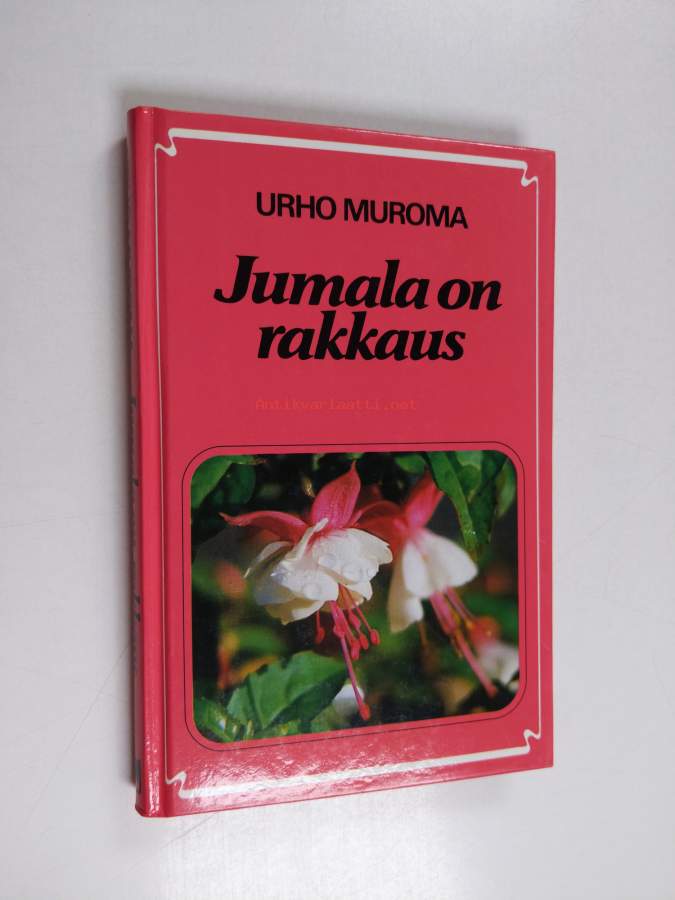 URHO MUROMA
Jumala on
rakkaus
Antikvariaatti.net